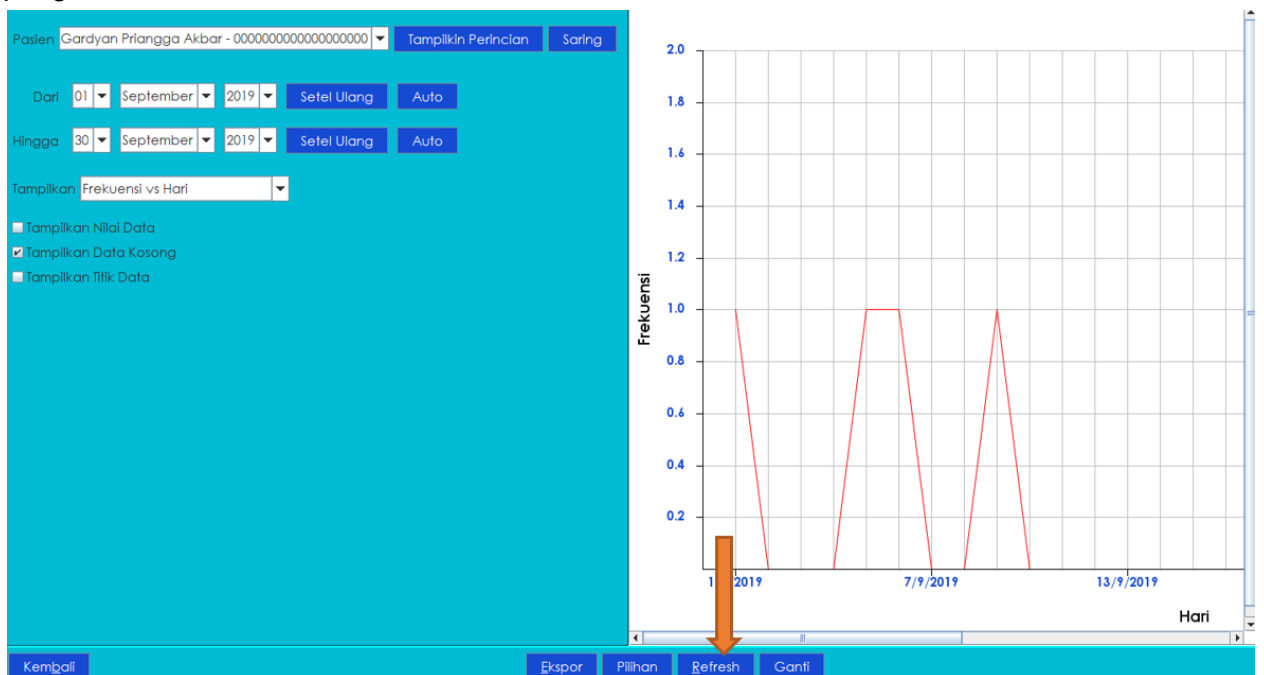 Pasien Gardyan Priangga Akbar - 0000000000000000000 Tampilkin Perincian Saring
Dari 01 September 2019 Setel Ulang Auto
Hingga 30 September 2019 Setel Ulang Auto
Tampilkan Frekuensi vs Hari
Tampilkan Nilai Data
Tampilkan Data Kosong
Tampilkan Titik Data
2.0
1.8
1.6
1.4
1.2
1.0
0.8
0.6
0.4
0.2
Frekuensi
2019 7/9/2019 13/9/2019
Hari
Kembali Ekspor Pilihan Refresh Ganti